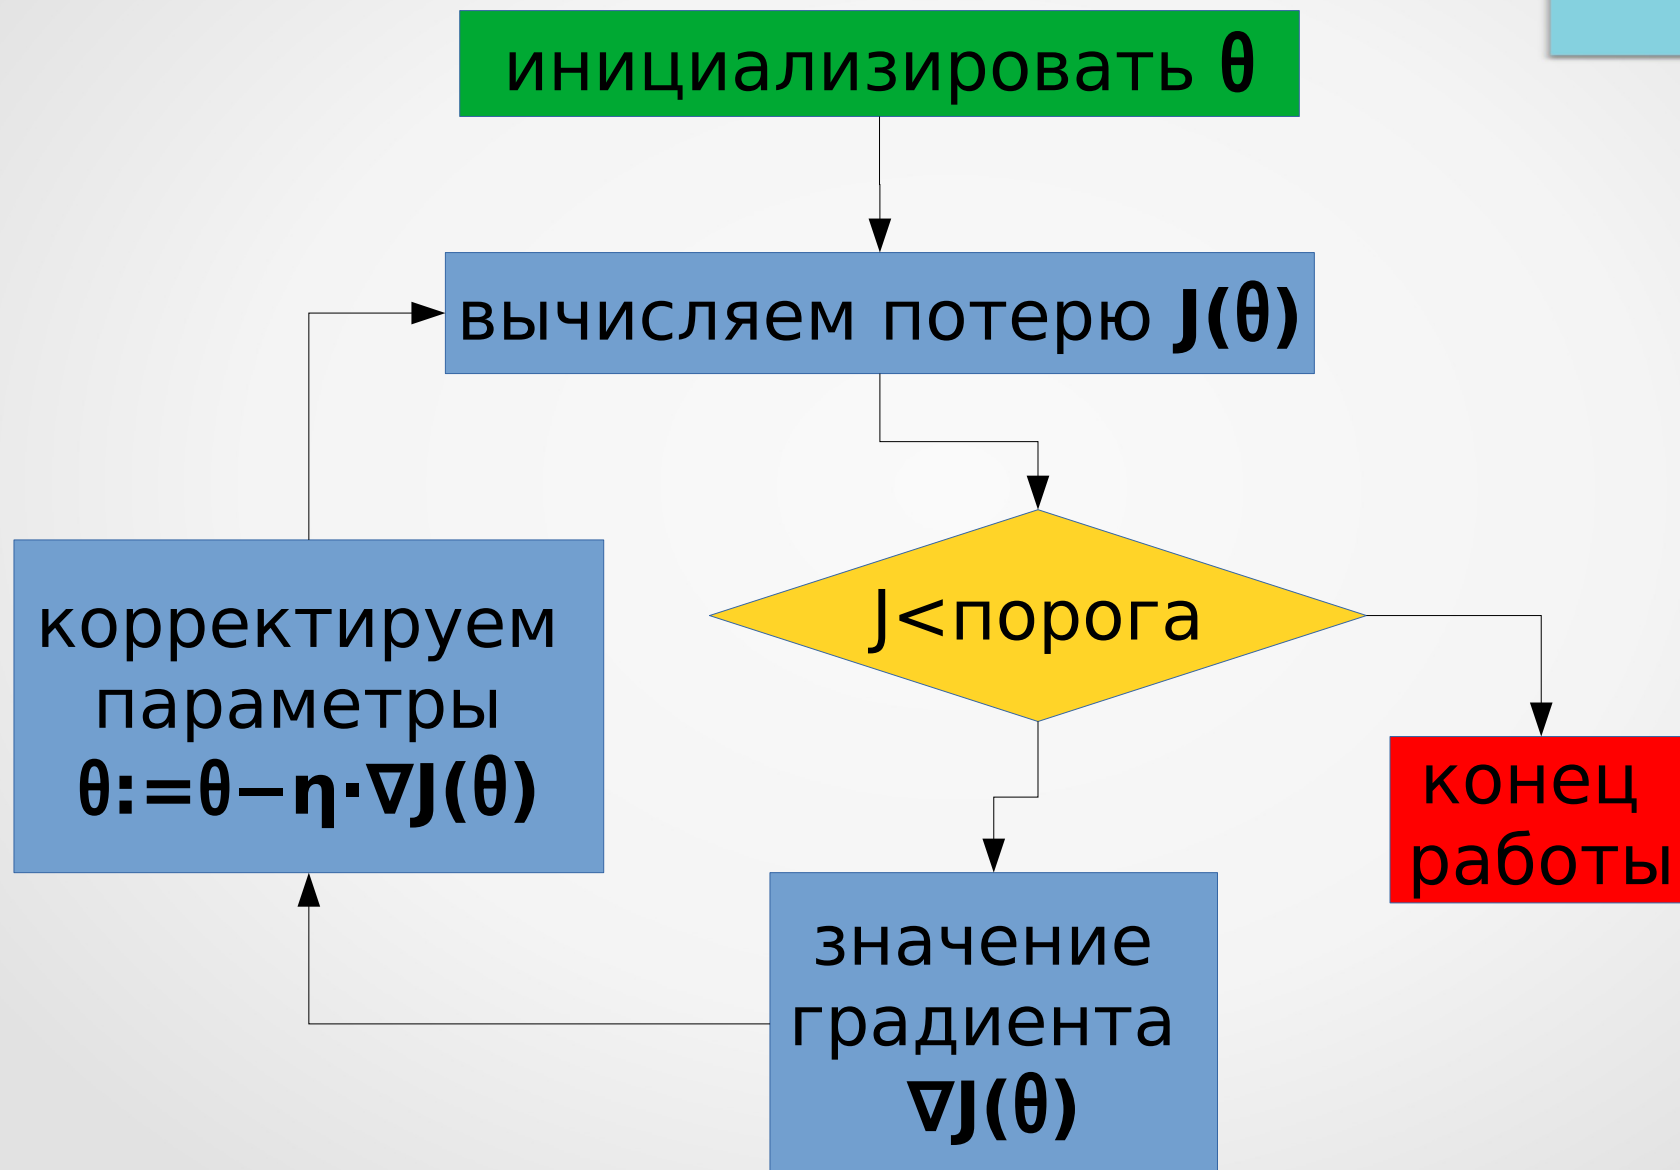 инициализировать θ
вычисляем потерю J(θ)
J<порога
корректируем
параметры
θ:=θ−η·∇J(θ)
конец
работы
значение
градиента
∇J(θ)